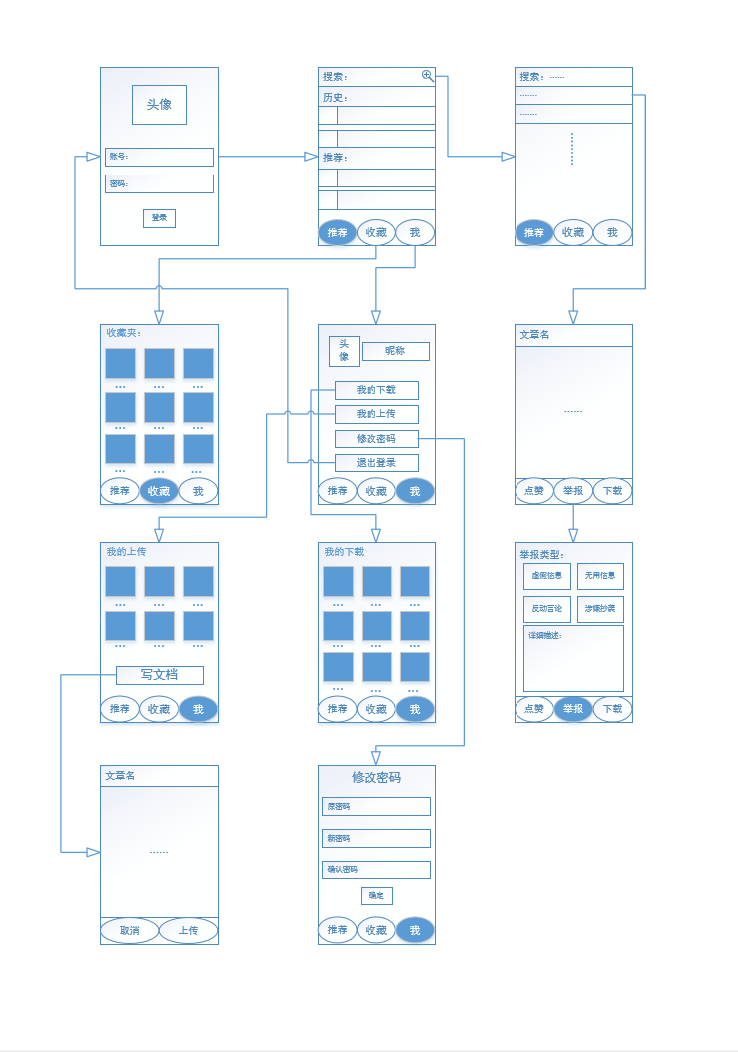 头像
账号：
密码：
登录
搜索：
历史：
推荐：
推荐 收藏 我
搜索：······
·······
·······
推荐 收藏 我
收藏夹：
推荐 收藏 我
头像
昵称
我的下载
我的上传
修改密码
退出登录
推荐 收藏 我
文章名
······
点赞 举报 下载
我的上传
写文档
推荐 收藏 我
我的下载
推荐 收藏 我
举报类型：
虚假信息 无用信息
反动言论 涉嫌抄袭
详细描述：
点赞 举报 下载
文章名
······
取消 上传
修改密码
原密码
新密码
确认密码
确定
推荐 收藏 我